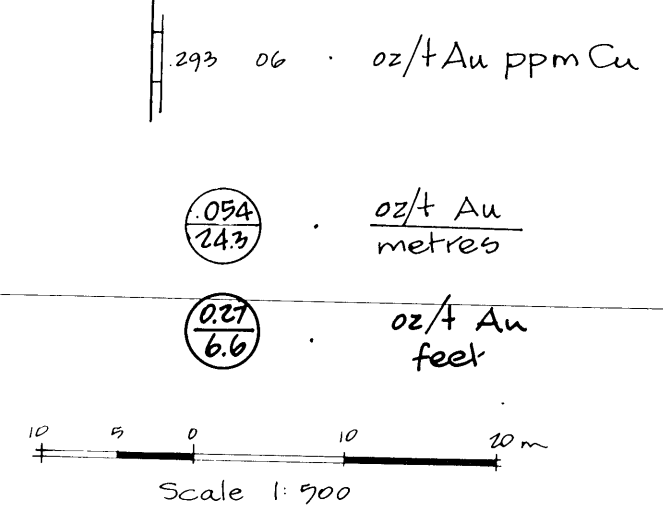 .293 06 · oz/t Au ppm Cu
.054 · oz/t Au
24.3 metres
0.27 · oz/t Au
6.6 feet
10 5 0 10 20 m
Scale 1:500